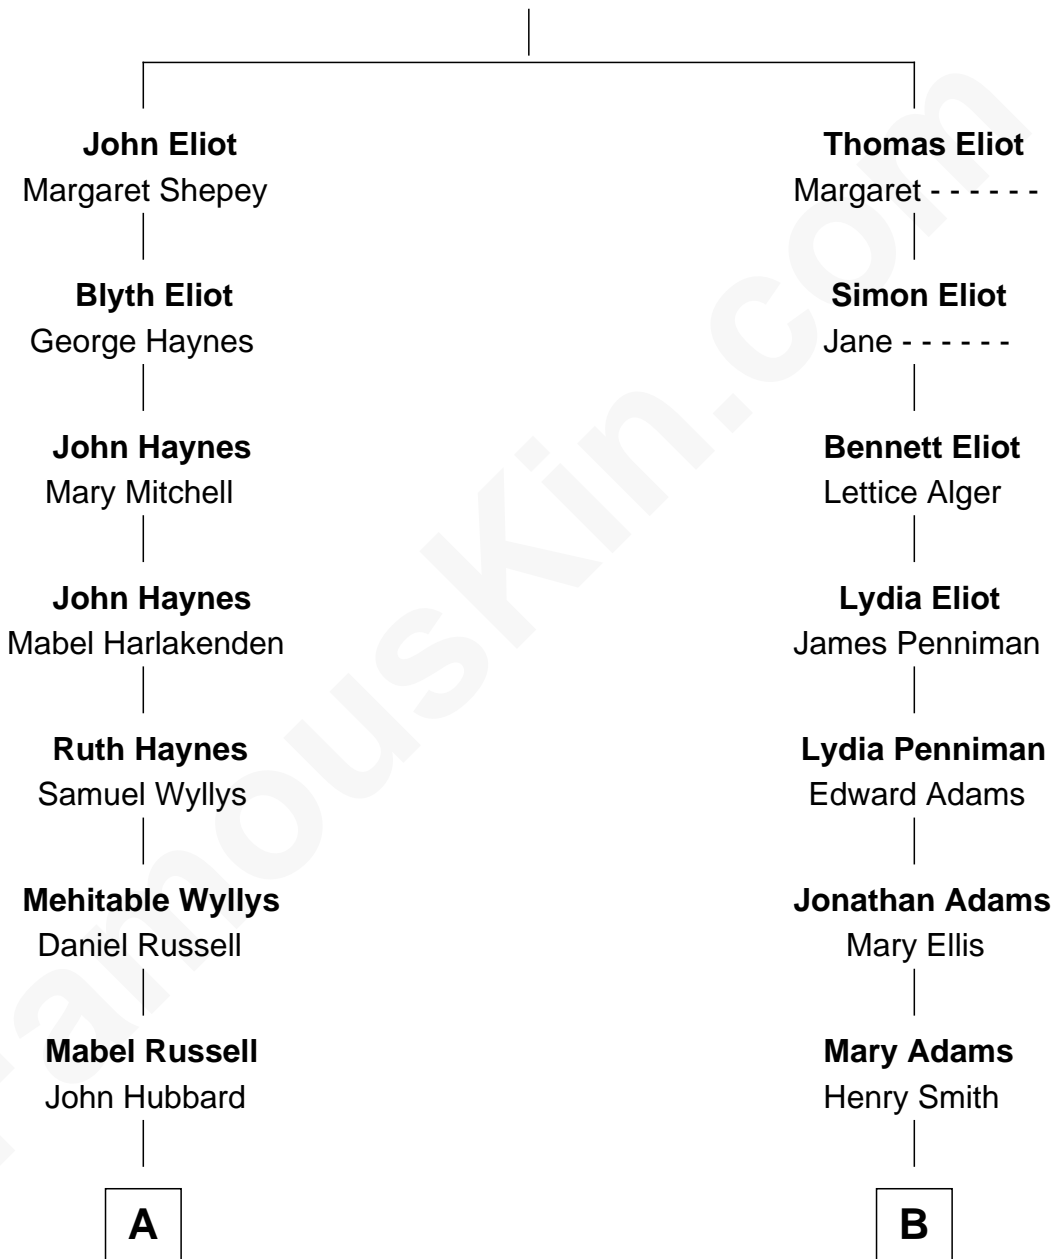 John Eliot
Margaret Shepey
Blyth Eliot
George Haynes
John Haynes
Mary Mitchell
John Haynes
Mabel Harlakenden
Ruth Haynes
Samuel Wyllys
Mehitable Wyllys
Daniel Russell
Mabel Russell
John Hubbard
A
Thomas Eliot
Margaret - - - - - -
Simon Eliot
Jane - - - - - -
Bennett Eliot
Lettice Alger
Lydia Eliot
James Penniman
Lydia Penniman
Edward Adams
Jonathan Adams
Mary Ellis
Mary Adams
Henry Smith
B
FamousKin.com